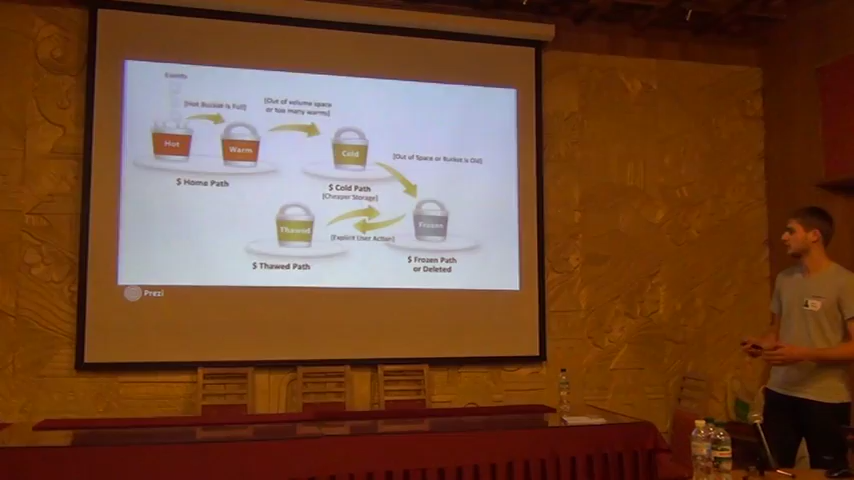 Events
[Hot Bucket is Full]
[Out of volume space
or too many warms]
Hot
Warm
Cold
[Out of Space or Bucket is Old]
$ Home Path
$ Cold Path
[Cheaper Storage]
Thawed
Frozen
[Explicit User Action]
$ Thawed Path
$ Frozen Path
or Deleted
Prezi